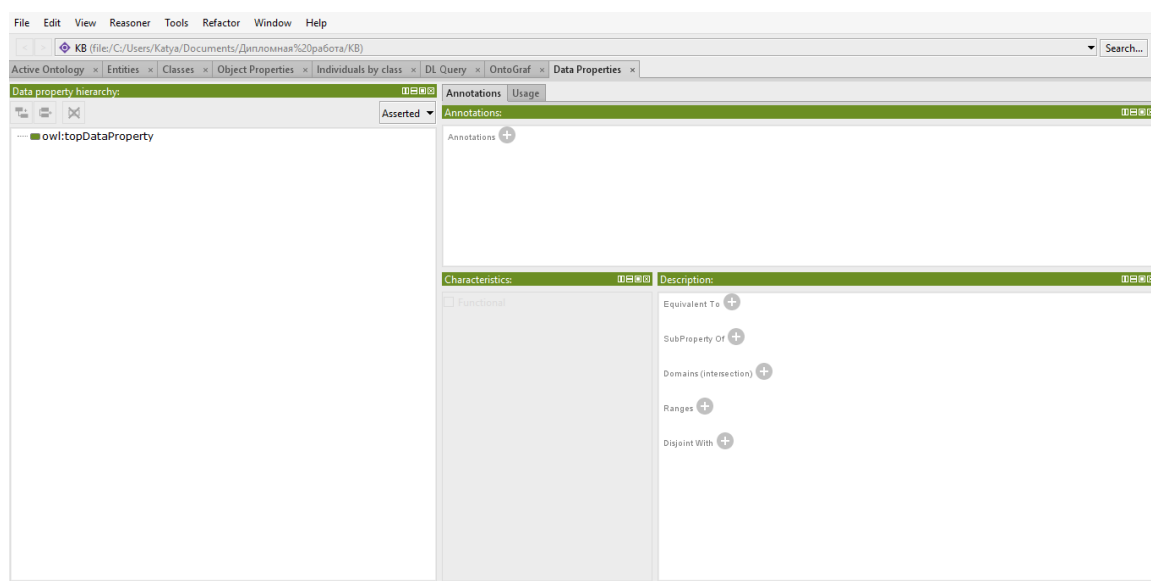 File Edit View Reasoner Tools Refactor Window Help
KB (file:/C:/Users/Katya/Documents/Дипломная%20работа/KB)
Search...
Active Ontology × Entities × Classes × Object Properties × Individuals by class × DL Query × OntoGraf × Data Properties ×
Data property hierarchy:
Asserted
owl:topDataProperty
Annotations Usage
Annotations:
Annotations
Characteristics:
Functional
Description:
Equivalent To
SubProperty Of
Domains (intersection)
Ranges
Disjoint With